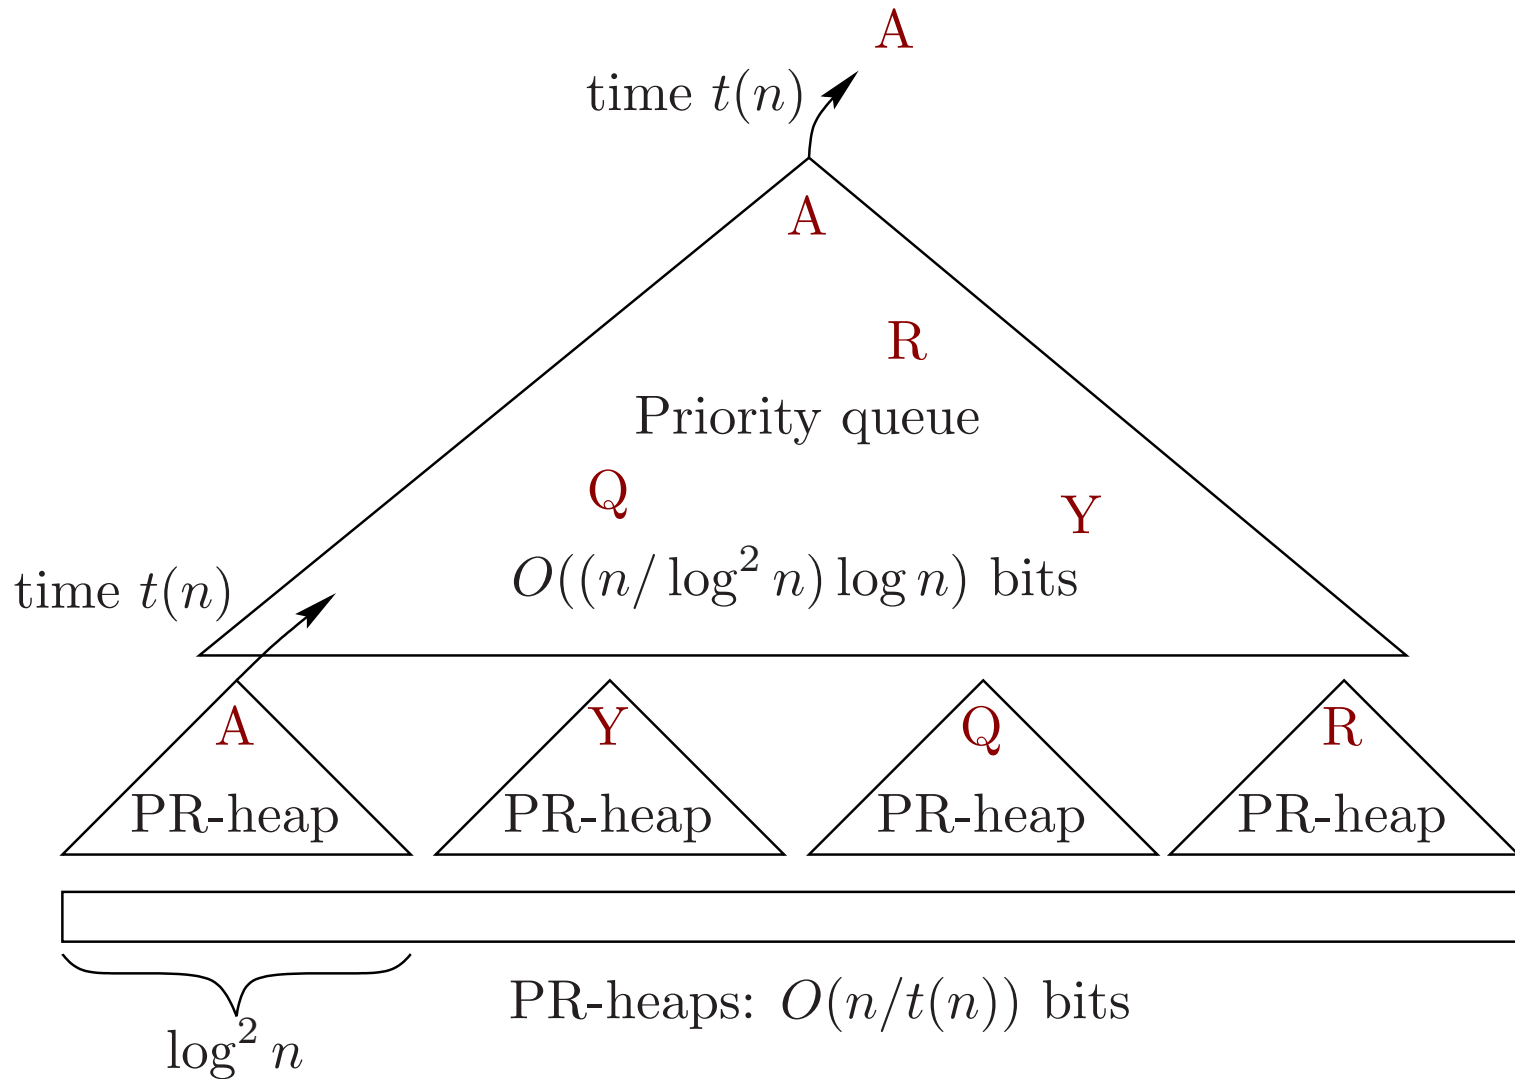 A
time t(n)
A
R
Priority queue
Q
Y
O((n/ log² n) log n) bits
time t(n)
A
Y
Q
R
PR-heap
PR-heap
PR-heap
PR-heap
PR-heaps: O(n/t(n)) bits
log² n